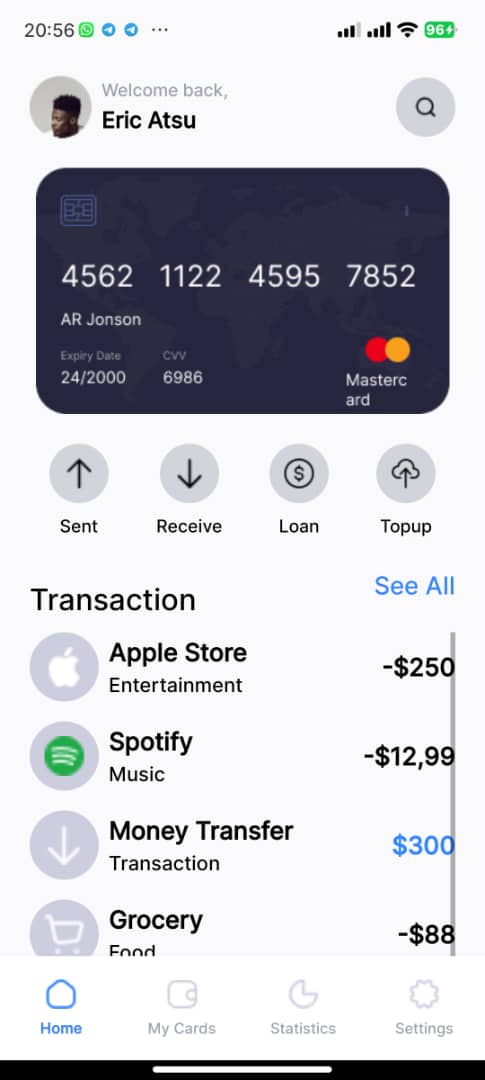 20:56
96
Welcome back,
Eric Atsu
4562 1122 4595 7852
AR Jonson
Expiry Date CVV
24/2000 6986
Masterc
ard
Sent Receive Loan Topup
Transaction See All
Apple Store
Entertainment
-$250
Spotify
Music
-$12,99
Money Transfer
Transaction
$300
Grocery
Food
-$88
Home My Cards Statistics Settings